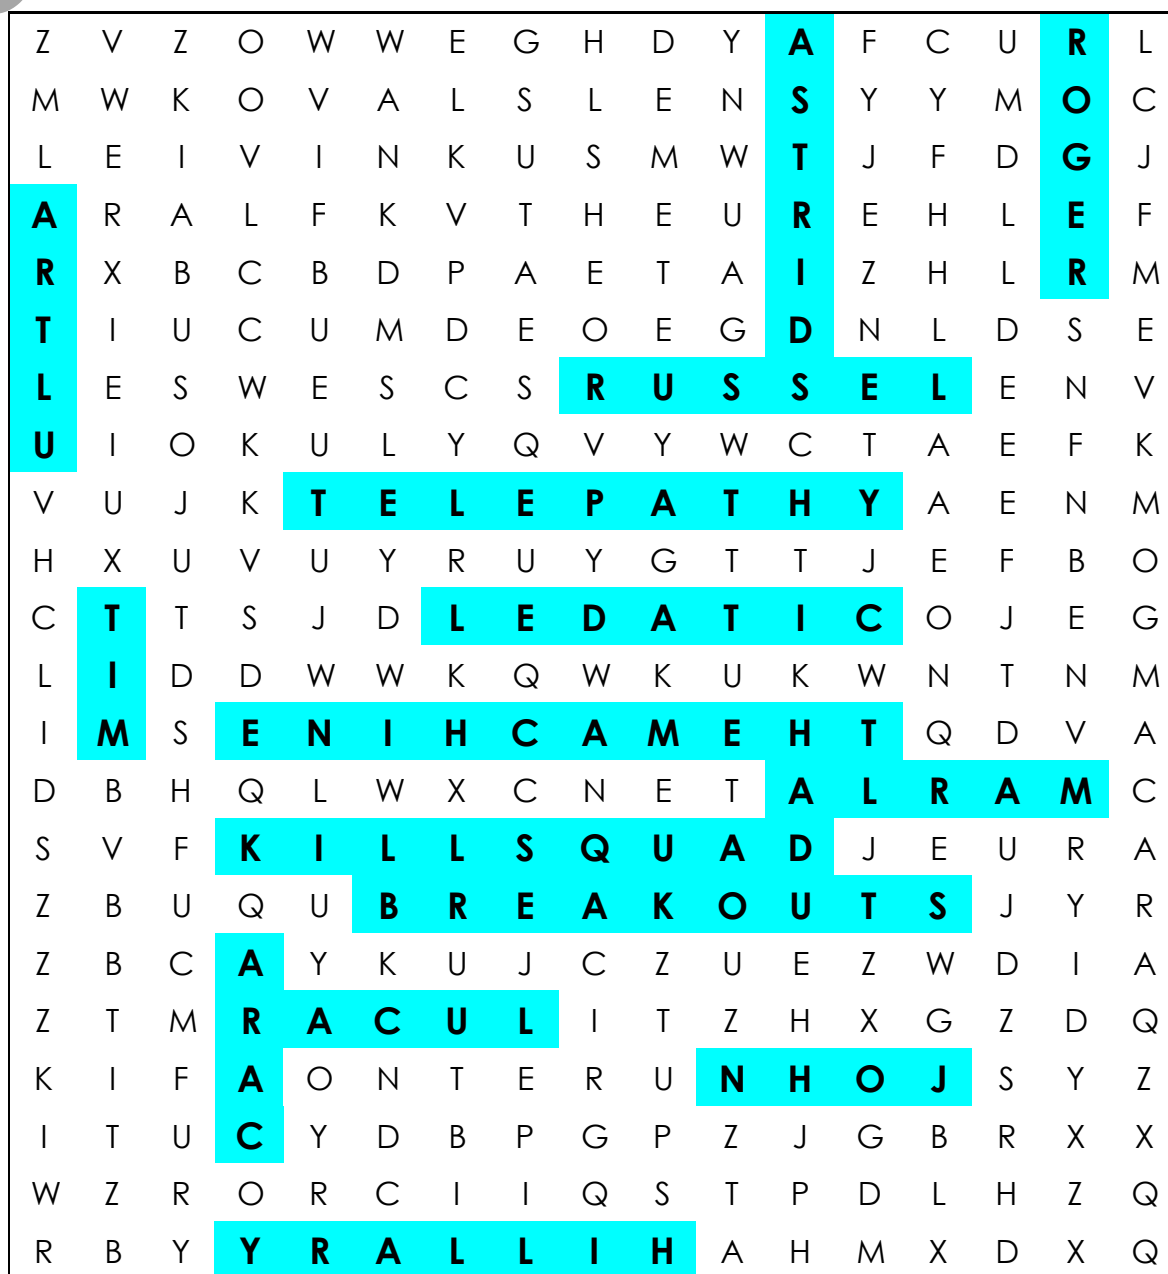 Z V Z O W W E G H D Y A F C U R L
M W K O V A L S L E N S Y Y M O C
L E I V I N K U S M W T J F D G J
A R A L F K V T H E U R E H L E F
R X B C B D P A E T A I Z H L R M
T I U C U M D E O E G D N L D S E
L E S W E S C S R U S S E L E N V
U I O K U L Y Q V Y W C T A E F K
V U J K T E L E P A T H Y A E N M
H X U V U Y R U Y G T T J E F B O
C T T S J D L E D A T I C O J E G
L I D D W W K Q W K U K W N T N M
I M S E N I H C A M E H T Q D V A
D B H Q L W X C N E T A L R A M C
S V F K I L L S Q U A D J E U R A
Z B U Q U B R E A K O U T S J Y R
Z B C A Y K U J C Z U E Z W D I A
Z T M R A C U L I T Z H X G Z D Q
K I F A O N T E R U N H O J S Y Z
I T U C Y D B P G P Z J G B R X X
W Z R O R C I I Q S T P D L H Z Q
R B Y Y R A L L I H A H M X D X Q